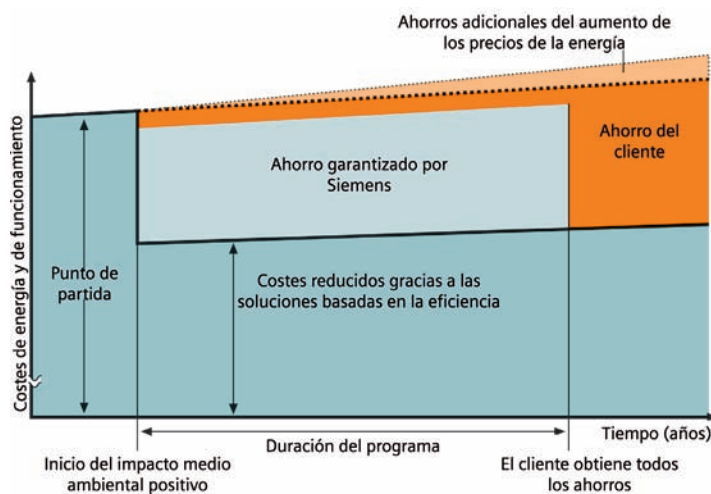 Ahorros adicionales del aumento de
los precios de la energía
Costes de energía y de funcionamiento
Ahorro del
cliente
Ahorro garantizado por
Siemens
Punto de
partida
Costes reducidos gracias a las
soluciones basadas en la eficiencia
Tiempo (años)
Duración del programa
Inicio del impacto medio
ambiental positivo
El cliente obtiene todos
los ahorros